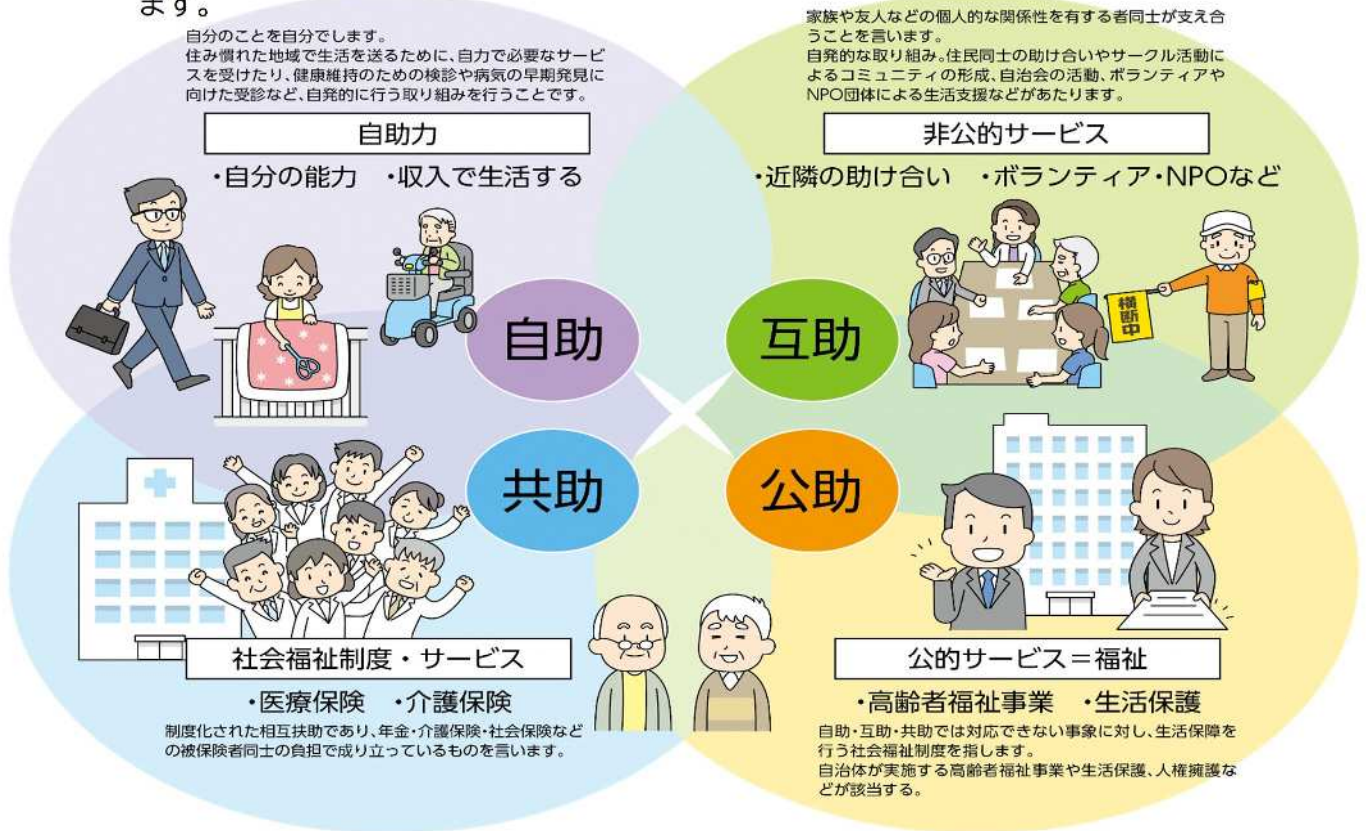 ます。
自分のことを自分でします。
住み慣れた地域で生活を送るために、自力で必要なサービ
スを受けたり、健康維持のための検診や病気の早期発見に
向けた受診など、自発的に行う取り組みを行うことです。
自助力
・自分の能力 ・収入で生活する
家族や友人などの個人的な関係性を有する者同士が支え合
うことを言います。
自発的な取り組み。住民同士の助け合いやサークル活動に
よるコミュニティの形成、自治会の活動、ボランティアや
NPO団体による生活支援などがあたります。
非公的サービス
・近隣の助け合い ・ボランティア・NPOなど
横断中
自助
互助
共助
公助
社会福祉制度・サービス
・医療保険 ・介護保険
制度化された相互扶助であり、年金・介護保険・社会保険など
の被保険者同士の負担で成り立っているものを言います。
公的サービス＝福祉
・高齢者福祉事業 ・生活保護
自助・互助・共助では対応できない事象に対し、生活保障を
行う社会福祉制度を指します。
自治体が実施する高齢者福祉事業や生活保護、人権擁護な
どが該当する。